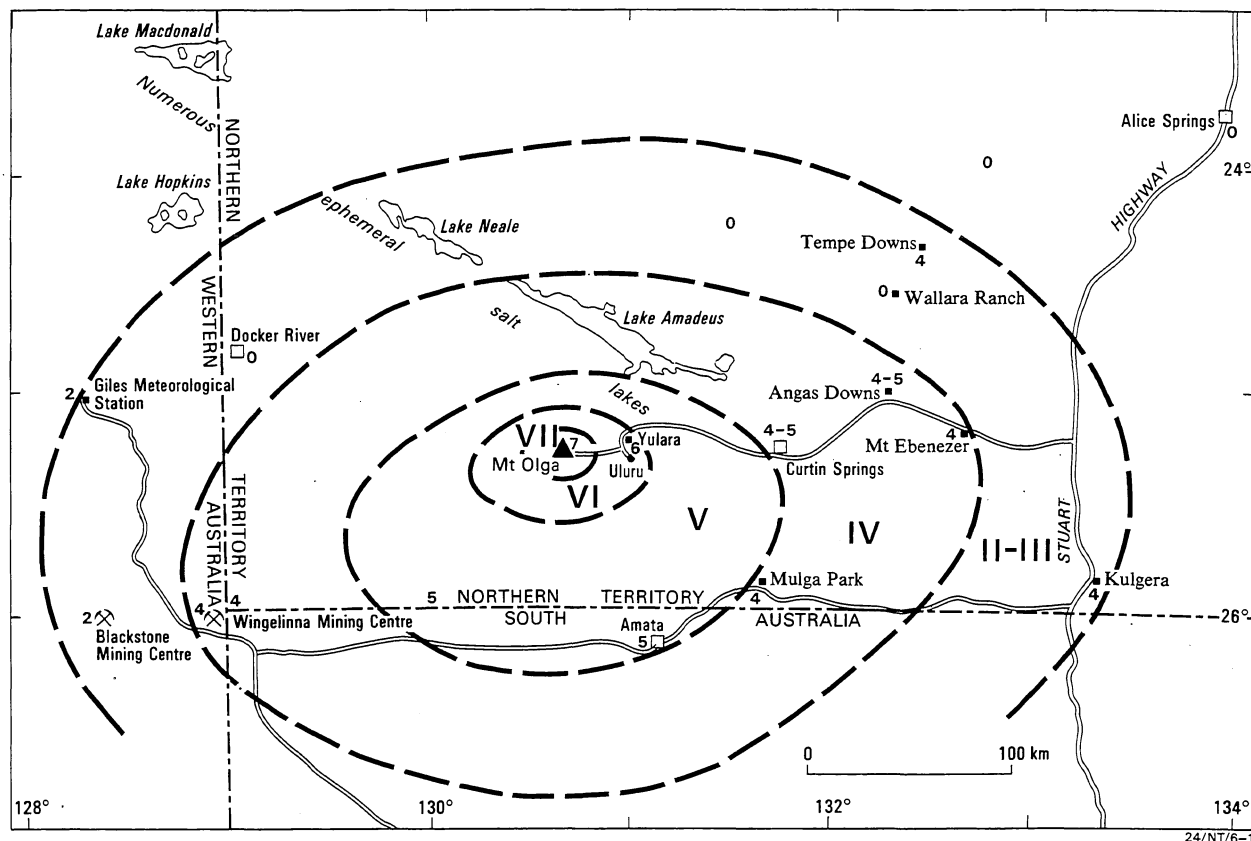 Lake Macdonald
Numerous
NORTHERN
Alice Springs
0
0
24°
Lake Hopkins
ephemeral
Lake Neale
0
HIGHWAY
Tempe Downs
4
WESTERN
0 Wallara Ranch
salt
Lake Amadeus
Docker River
0
2
Giles Meteorological
Station
lakes
4-5
Angas Downs
4-5
Curtin Springs
4
Mt Ebenezer
VII
7
Mt Olga
Yulara
6
Uluru
VI
V
IV
II-III
STUART
TERRITORY
AUSTRALIA
Mulga Park
4
Kulgera
4
4
4
5
NORTHERN TERRITORY
SOUTH AUSTRALIA
26°
2
Blackstone
Mining Centre
Wingelinna Mining Centre
Amata
5
0 100 km
128° 130° 132° 134°
24/NT/6-1